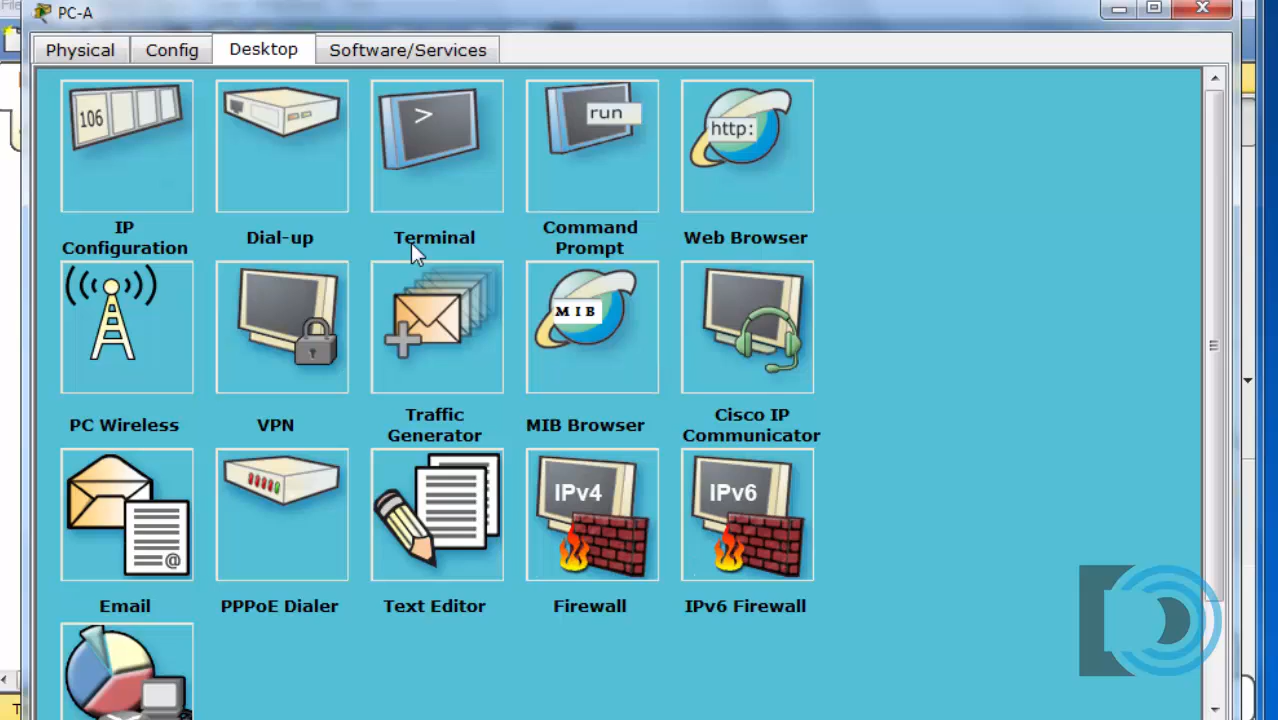 PC-A
Physical
Config
Desktop
Software/Services
106
>
run
http:
IP
Configuration
Dial-up
Terminal
Command
Prompt
Web Browser
MIB
PC Wireless
VPN
Traffic
Generator
MIB Browser
Cisco IP
Communicator
@
IPv4
IPv6
Email
PPPoE Dialer
Text Editor
Firewall
IPv6 Firewall